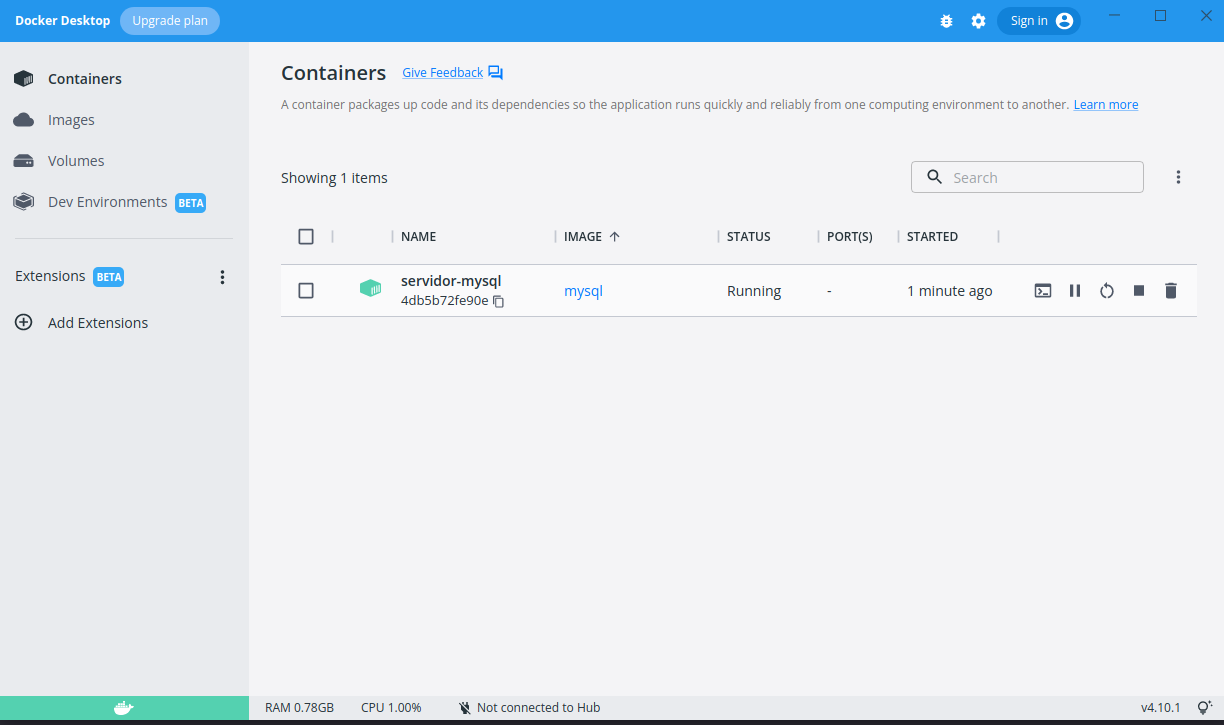 Docker Desktop Upgrade plan Sign in
Containers
Images
Volumes
Dev Environments BETA
Extensions BETA
Add Extensions
Containers Give Feedback
A container packages up code and its dependencies so the application runs quickly and reliably from one computing environment to another. Learn more
Showing 1 items Search
NAME IMAGE STATUS PORT(S) STARTED
servidor-mysql
4db5b72fe90e mysql Running - 1 minute ago
RAM 0.78GB CPU 1.00% Not connected to Hub v4.10.1